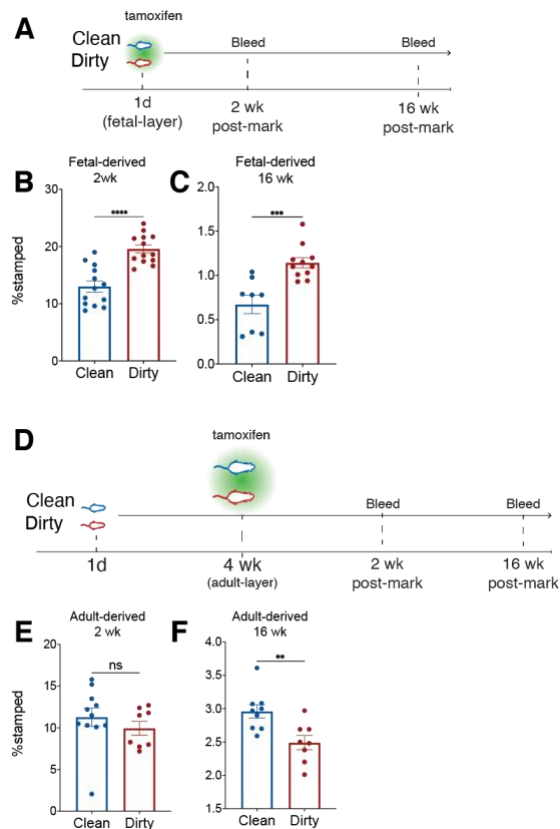 A
tamoxifen
Clean
Dirty
Bleed
Bleed
1d
(fetal-layer)
2 wk
post-mark
16 wk
post-mark
B
Fetal-derived
2wk
%stamped
30
20
10
0
****
Clean
Dirty
C
Fetal-derived
16 wk
2.0
1.5
1.0
0.5
0.0
***
Clean
Dirty
D
tamoxifen
Clean
Dirty
Bleed
Bleed
1d
4 wk
(adult-layer)
2 wk
post-mark
16 wk
post-mark
E
Adult-derived
2 wk
%stamped
20
15
10
5
0
ns
Clean
Dirty
F
Adult-derived
16 wk
3.5
4.0
3.0
2.5
2.0
1.5
**
Clean
Dirty